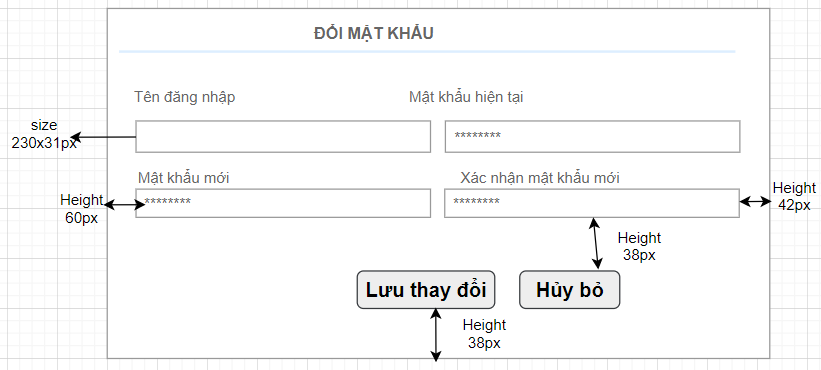 ĐỔI MẬT KHẨU
Tên đăng nhập
Mật khẩu hiện tại
size
230x31px
********
Mật khẩu mới
Xác nhận mật khẩu mới
Height
60px
********
********
Height
42px
Height
38px
Lưu thay đổi
Hủy bỏ
Height
38px